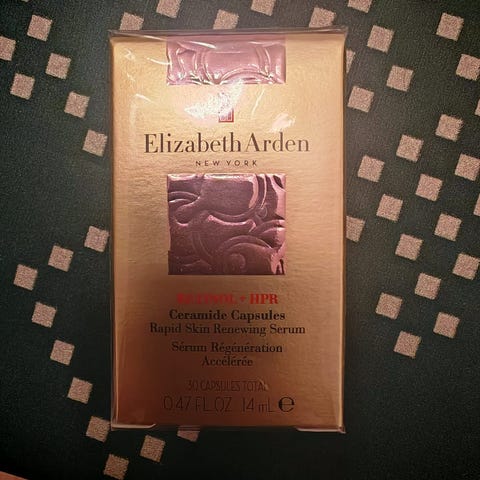 Elizabeth Arden
NEW YORK
RETINOL + HPR
Ceramide Capsules
Rapid Skin Renewing Serum
Sérum Régénération
Accélérée
30 CAPSULES TOTAL
0.47 FL.OZ. 14 mL ℮